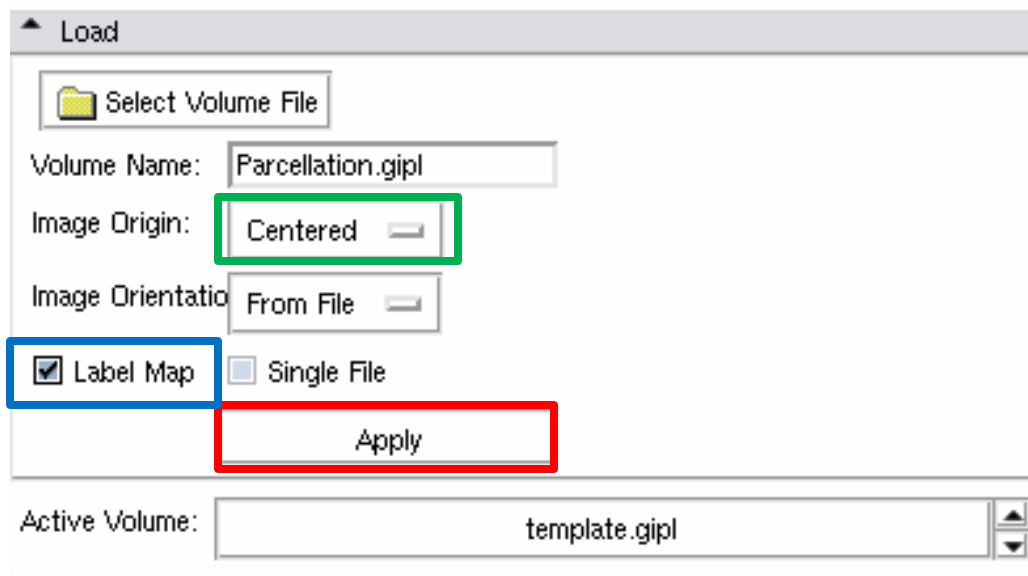 Load
Select Volume File
Volume Name: Parcellation.gipl
Image Origin: Centered
Image Orientatio From File
Label Map Single File
Apply
Active Volume: template.gipl